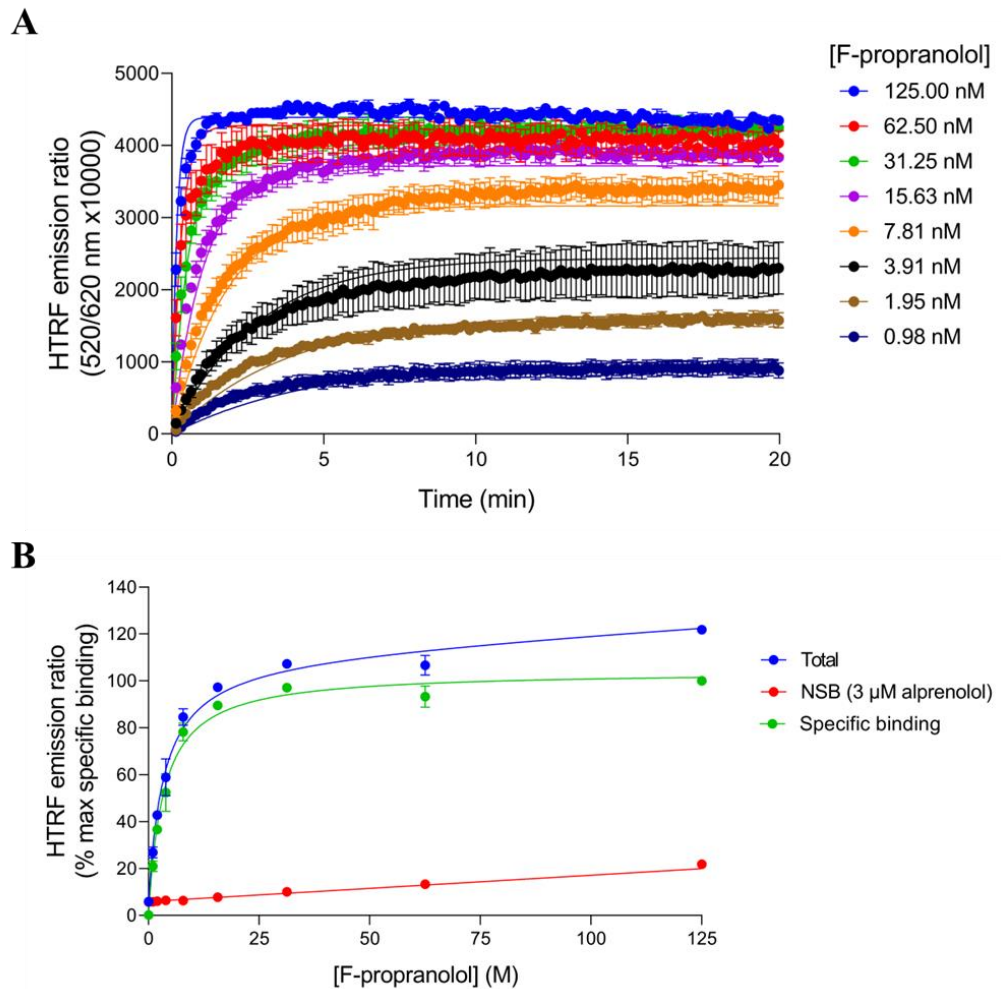 A
HTRF emission ratio
(520/620 nm x10000)
5000
4000
3000
2000
1000
0
0
5
10
15
20
Time (min)
[F-propranolol]
125.00 nM
62.50 nM
31.25 nM
15.63 nM
7.81 nM
3.91 nM
1.95 nM
0.98 nM
B
HTRF emission ratio
(% max specific binding)
140
120
100
80
60
40
20
0
0
25
50
75
100
125
[F-propranolol] (M)
Total
NSB (3 µM alprenolol)
Specific binding